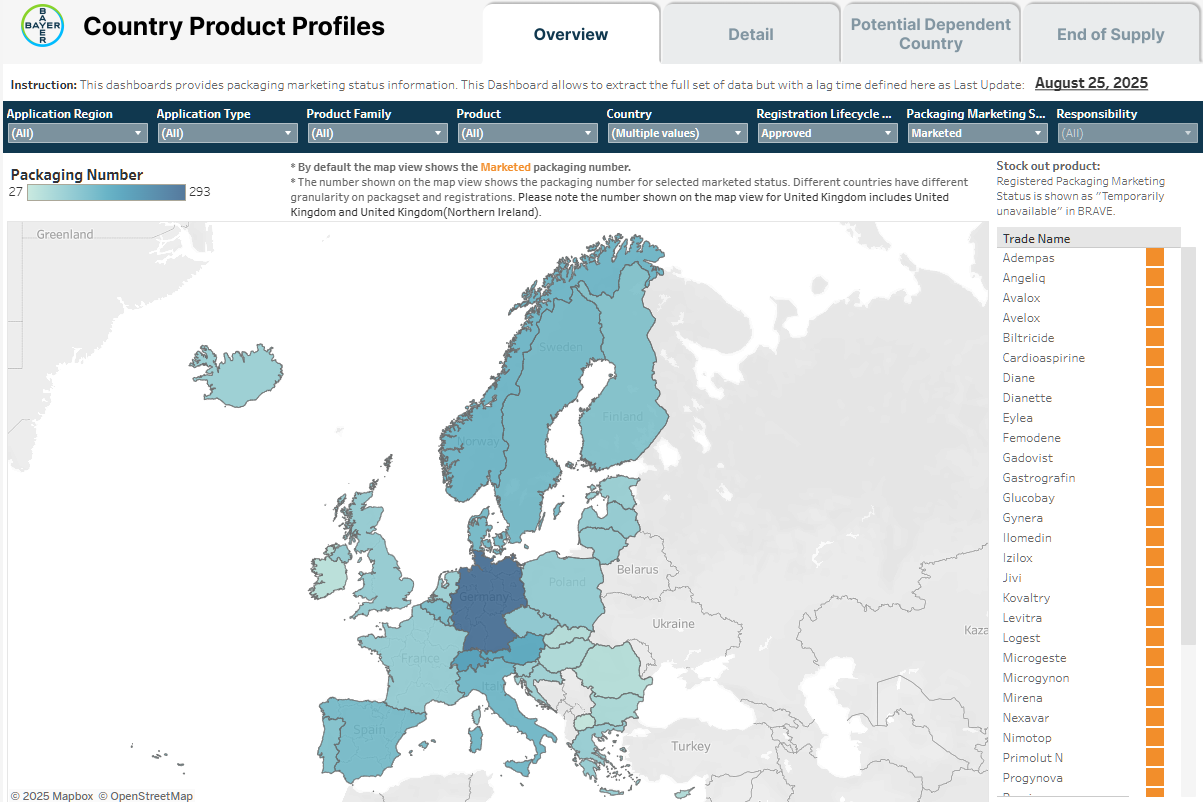 BAYER
BAYER
Country Product Profiles
Overview
Detail
Potential Dependent
Country
End of Supply
Instruction: This dashboards provides packaging marketing status information. This Dashboard allows to extract the full set of data but with a lag time defined here as Last Update:
August 25, 2025
Application Region
Application Type
Product Family
Product
Country
Registration Lifecycle ...
Packaging Marketing S...
Responsibility
(All)
(All)
(All)
(All)
(Multiple values)
Approved
Marketed
(All)
Packaging Number
27
293
* By default the map view shows the Marketed packaging number.
* The number shown on the map view shows the packaging number for selected marketed status. Different countries have different
granularity on packagset and registrations. Please note the number shown on the map view for United Kingdom includes United
Kingdom and United Kingdom(Northern Ireland).
Stock out product:
Registered Packaging Marketing
Status is shown as “Temporarily
unavailable” in BRAVE.
Greenland
Sweden
Finland
Norway
Belarus
Poland
Germany
Ukraine
Kaza
France
Italy
Spain
Turkey
© 2025 Mapbox © OpenStreetMap
Trade Name
Adempas
Angeliq
Avalox
Avelox
Biltricide
Cardioaspirine
Diane
Dianette
Eylea
Femodene
Gadovist
Gastrografin
Glucobay
Gynera
Ilomedin
Izilox
Jivi
Kovaltry
Levitra
Logest
Microgeste
Microgynon
Mirena
Nexavar
Nimotop
Primolut N
Progynova